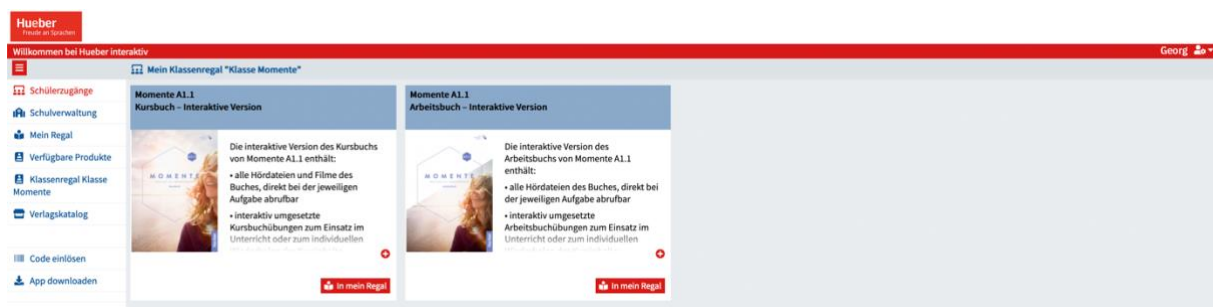 Hueber
Freude an Sprachen
Willkommen bei Hueber interaktiv
Georg
Mein Klassenregal "Klasse Momente"
Schülerzugänge
Schulverwaltung
Mein Regal
Verfügbare Produkte
Klassenregal Klasse
Momente
Verlagskatalog
Code einlösen
App downloaden
Momente A1.1
Kursbuch – Interaktive Version
MOMENTE
Die interaktive Version des Kursbuchs
von Momente A1.1 enthält:
• alle Hördateien und Filme des
Buches, direkt bei der jeweiligen
Aufgabe abrufbar
• interaktiv umgesetzte
Kursbuchübungen zum Einsatz im
Unterricht oder zum individuellen
In mein Regal
Momente A1.1
Arbeitsbuch – Interaktive Version
MOMENTE
Die interaktive Version des
Arbeitsbuchs von Momente A1.1
enthält:
• alle Hördateien des Buches, direkt bei
der jeweiligen Aufgabe abrufbar
• interaktiv umgesetzte
Arbeitsbuchübungen zum Einsatz im
Unterricht oder zum individuellen
In mein Regal